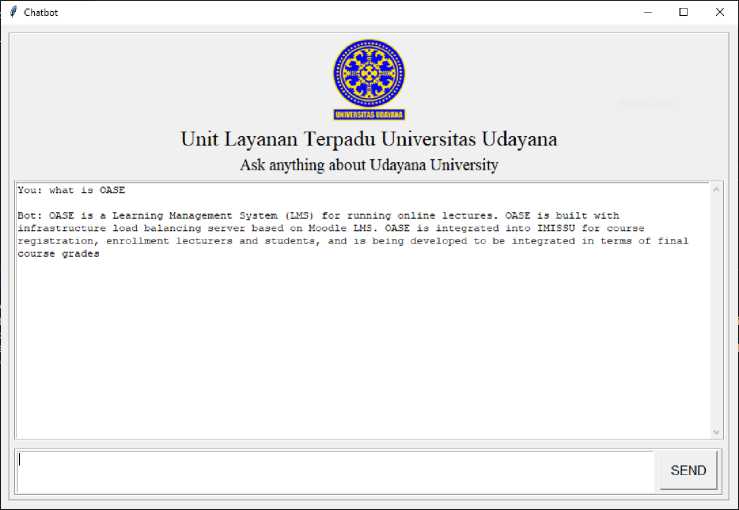 Chatbot
UNIVERSITAS UDAYANA
Unit Layanan Terpadu Universitas Udayana
Ask anything about Udayana University
You: what is OASE
Bot: OASE is a Learning Management System (LMS) for running online lectures. OASE is built with
infrastructure load balancing server based on Moodle LMS. OASE is integrated into IMISSU for course
registration, enrollment lecturers and students, and is being developed to be integrated in terms of final
course grades
SEND